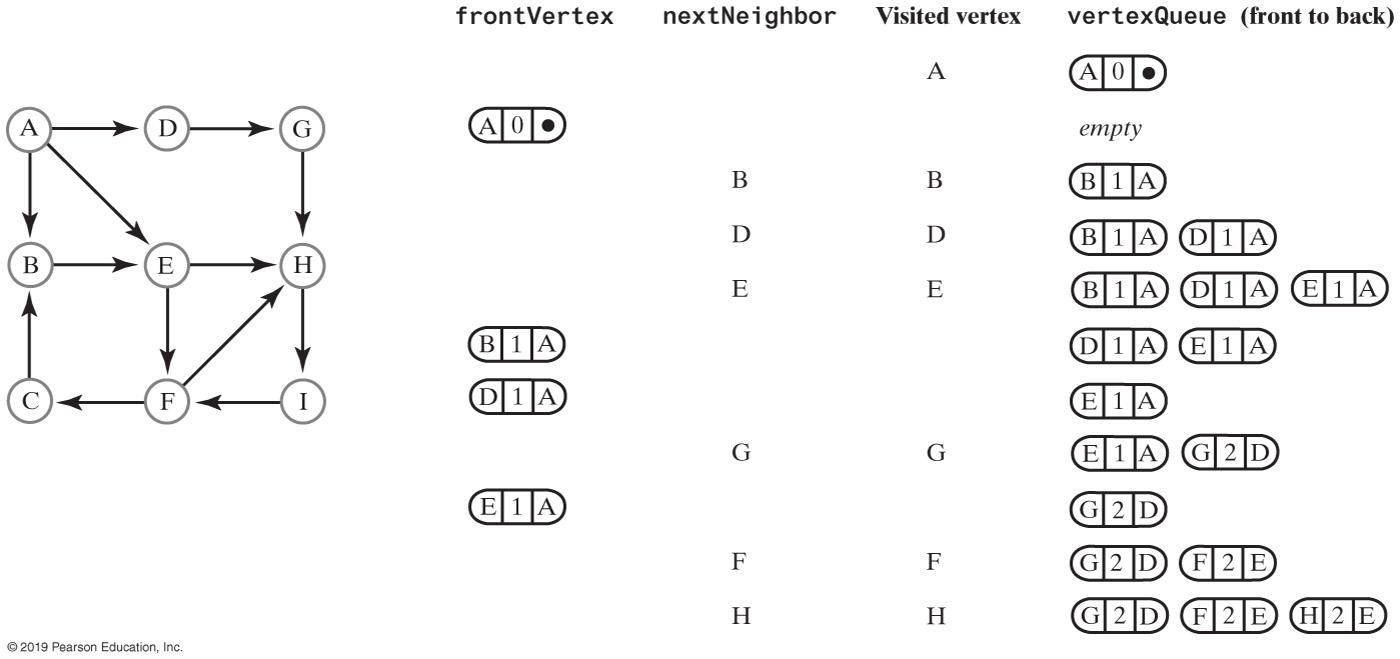 frontVertex nextNeighbor Visited vertex vertexQueue (front to back)
A A 0 ●
A D G A 0 ● empty
B B B 1 A
D D B 1 A D 1 A
B E H E E B 1 A D 1 A E 1 A
B 1 A D 1 A E 1 A
C F I D 1 A E 1 A
G G E 1 A G 2 D
E 1 A G 2 D
F F G 2 D F 2 E
H H G 2 D F 2 E H 2 E
© 2019 Pearson Education, Inc.